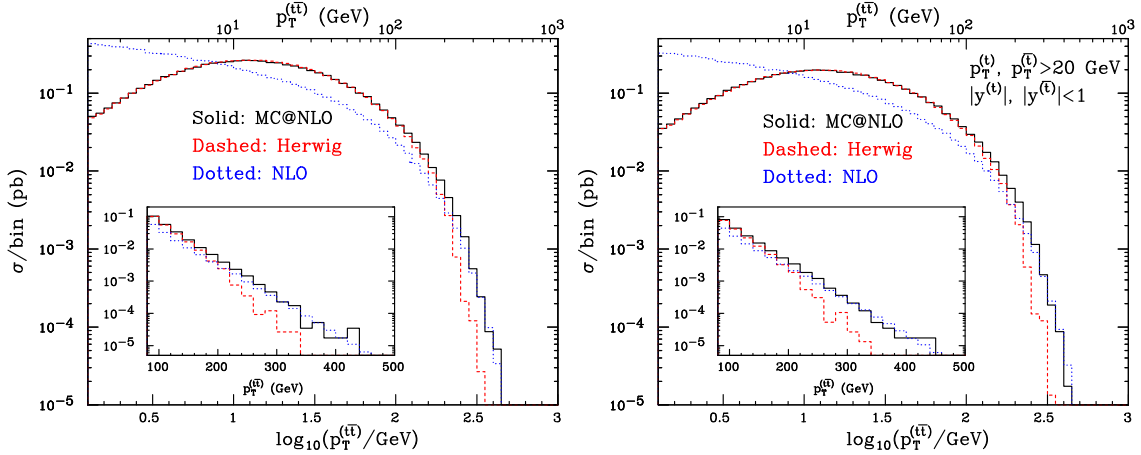 p_T^(tt̅) (GeV)
10^1 10^2 10^3
10^-1
10^-2
10^-3
10^-4
10^-5
σ/bin (pb)
Solid: MC@NLO
Dashed: Herwig
Dotted: NLO
10^-1
10^-2
10^-3
10^-4
10^-5
100 200 300 400 500
p_T^(tt̅) (GeV)
0.5 1 1.5 2 2.5 3
log_10(p_T^(tt̅)/GeV)
p_T^(tt̅) (GeV)
10^1 10^2 10^3
p_T^(t), p_T^(t̅)>20 GeV
|y^(t)|, |y^(t̅)|<1
10^-1
10^-2
10^-3
10^-4
10^-5
σ/bin (pb)
Solid: MC@NLO
Dashed: Herwig
Dotted: NLO
10^-1
10^-2
10^-3
10^-4
10^-5
100 200 300 400 500
p_T^(tt̅) (GeV)
0.5 1 1.5 2 2.5 3
log_10(p_T^(tt̅)/GeV)